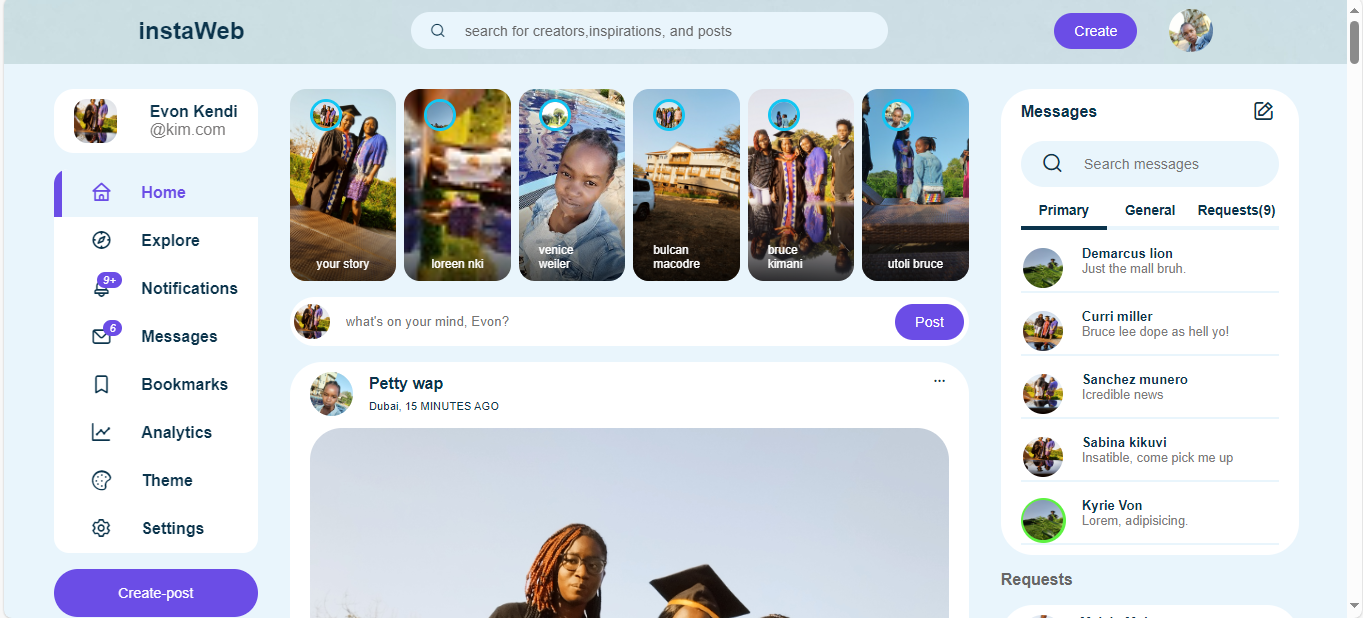 instaWeb
search for creators,inspirations, and posts
Create
Evon Kendi
@kim.com
Home
Explore
9+
Notifications
6
Messages
Bookmarks
Analytics
Theme
Settings
Create-post
your story
loreen nki
venice
weiler
bulcan
macodre
bruce
kimani
utoli bruce
what's on your mind, Evon?
Post
Petty wap
...
Dubai, 15 MINUTES AGO
Messages
Search messages
Primary General Requests(9)
Demarcus lion
Just the mall bruh.
Curri miller
Bruce lee dope as hell yo!
Sanchez munero
Icredible news
Sabina kikuvi
Insatible, come pick me up
Kyrie Von
Lorem, adipisicing.
Requests